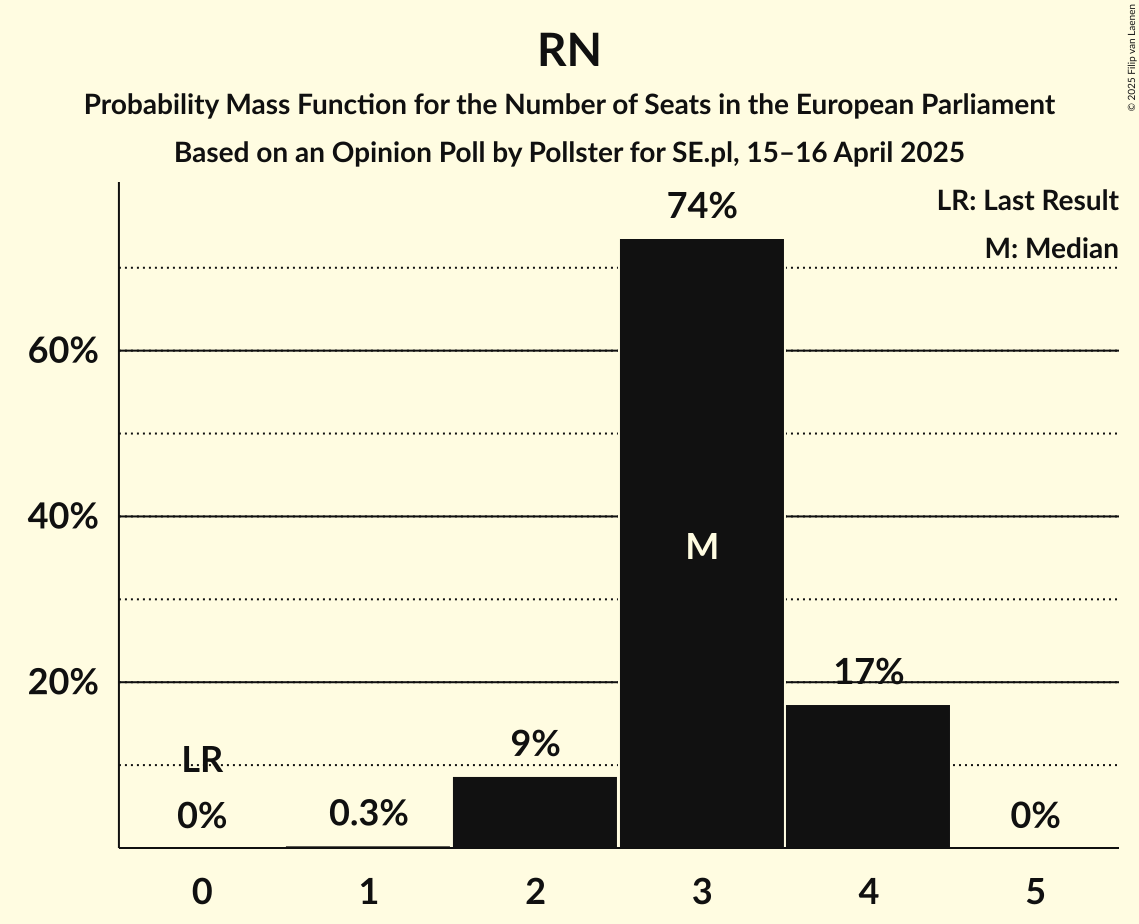 RN
Probability Mass Function for the Number of Seats in the European Parliament
Based on an Opinion Poll by Pollster for SE.pl, 15–16 April 2025
© 2025 Filip van Laenen
LR: Last Result
M: Median
74%
60%
40%
M
20%
17%
9%
LR
0%
0.3%
0%
0 1 2 3 4 5